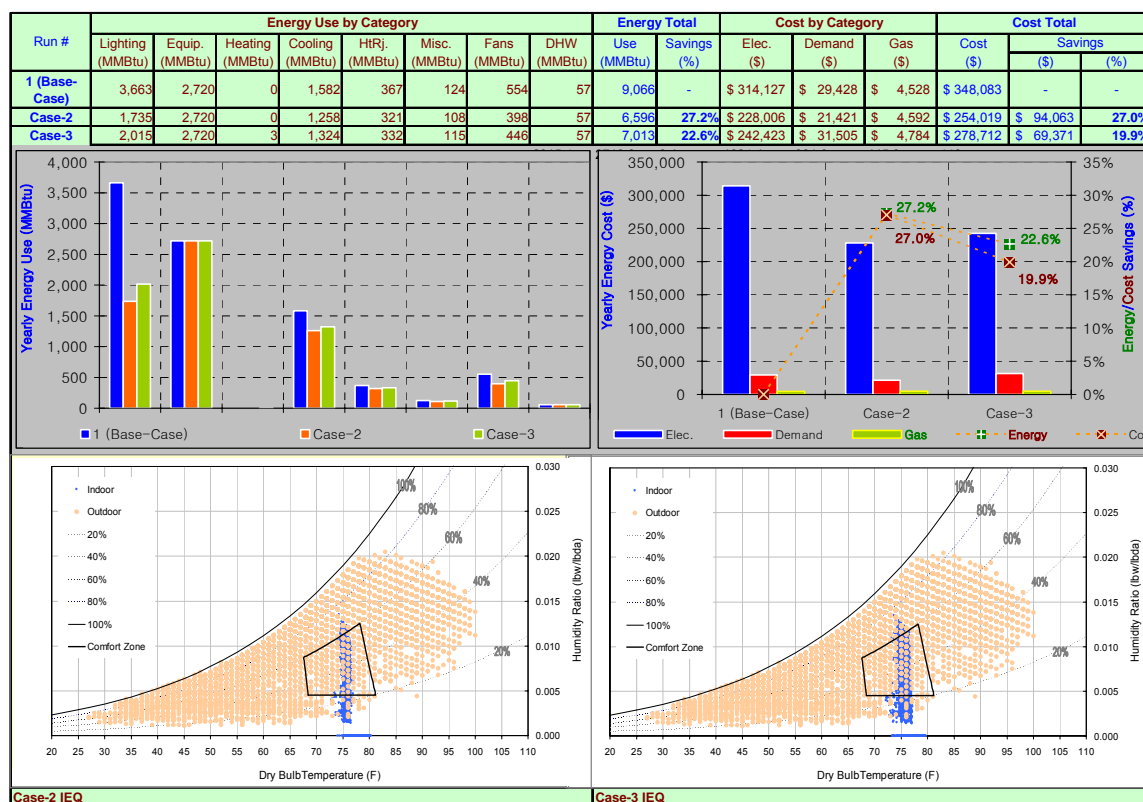 Run # Energy Use by Category Energy Total Cost by Category Cost Total
Lighting Equip. Heating Cooling HtRj. Misc. Fans DHW Use Savings Elec. Demand Gas Cost Savings
(MMBtu) (MMBtu) (MMBtu) (MMBtu) (MMBtu) (MMBtu) (MMBtu) (MMBtu) (MMBtu) (%) ($) ($) ($) ($) ($) (%)
1 (Base-Case) 3,663 2,720 0 1,582 367 124 554 57 9,066 - $ 314,127 $ 29,428 $ 4,528 $ 348,083 - -
Case-2 1,735 2,720 0 1,258 321 108 398 57 6,596 27.2% $ 228,006 $ 21,421 $ 4,592 $ 254,019 $ 94,063 27.0%
Case-3 2,015 2,720 3 1,324 332 115 446 57 7,013 22.6% $ 242,423 $ 31,505 $ 4,784 $ 278,712 $ 69,371 19.9%
Yearly Energy Use (MMBtu)
4,000
3,500
3,000
2,500
2,000
1,500
1,000
500
0
1 (Base-Case) Case-2 Case-3
Yearly Energy Cost ($)
350,000
300,000
250,000
200,000
150,000
100,000
50,000
0
27.2%
27.0%
22.6%
19.9%
35%
30%
25%
20%
15%
10%
5%
0%
Energy/Cost Savings (%)
1 (Base-Case) Case-2 Case-3
Elec. Demand Gas Energy
Indoor
Outdoor
20%
40%
60%
80%
100%
Comfort Zone
100%
80%
60%
40%
20%
0.030
0.025
0.020
0.015
0.010
0.005
0.000
Humidity Ratio (lbw/lbda)
20 25 30 35 40 45 50 55 60 65 70 75 80 85 90 95 100 105 110
Dry BulbTemperature (F)
Case-2 IEQ
Indoor
Outdoor
20%
40%
60%
80%
100%
Comfort Zone
100%
80%
60%
40%
20%
0.030
0.025
0.020
0.015
0.010
0.005
0.000
Humidity Ratio (lbw/lbda)
20 25 30 35 40 45 50 55 60 65 70 75 80 85 90 95 100 105 110
Dry BulbTemperature (F)
Case-3 IEQ